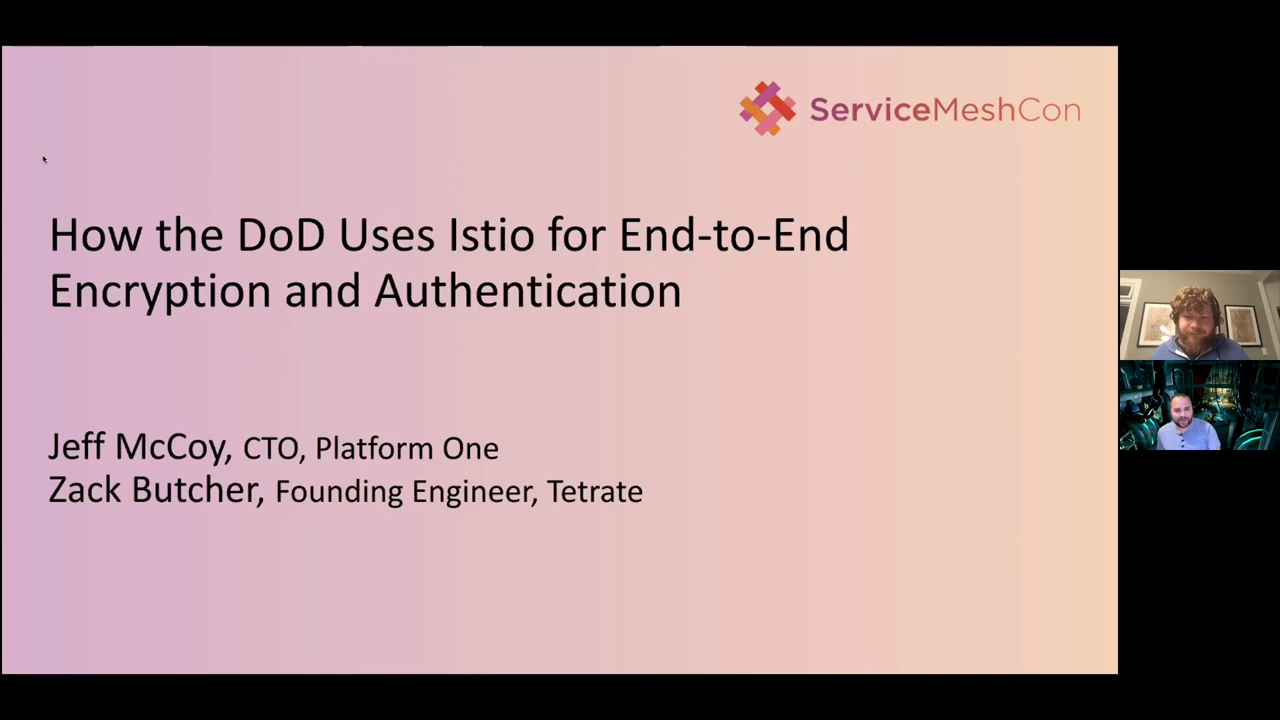 ServiceMeshCon
How the DoD Uses Istio for End-to-End
Encryption and Authentication
Jeff McCoy, CTO, Platform One
Zack Butcher, Founding Engineer, Tetrate